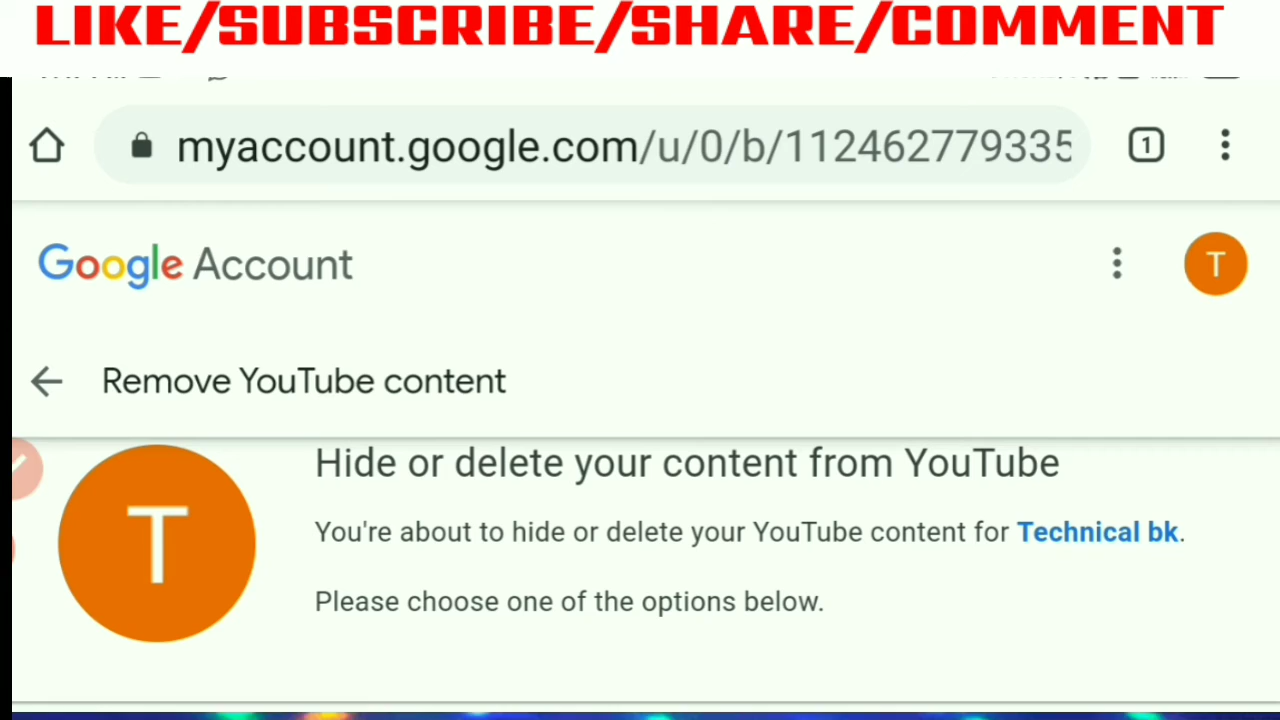 LIKE/SUBSCRIBE/SHARE/COMMENT
myaccount.google.com/u/0/b/112462779335
1
Google Account
T
Remove YouTube content
Hide or delete your content from YouTube
T
You're about to hide or delete your YouTube content for Technical bk.
Please choose one of the options below.